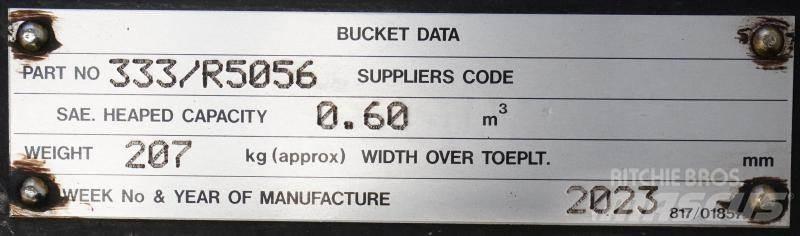 BUCKET DATA
PART NO 333/R5056 SUPPLIERS CODE
SAE. HEAPED CAPACITY 0.60 m³
WEIGHT 207 kg (approx) WIDTH OVER TOEPLT. mm
WEEK No & YEAR OF MANUFACTURE 2023
RITCHIE BROS